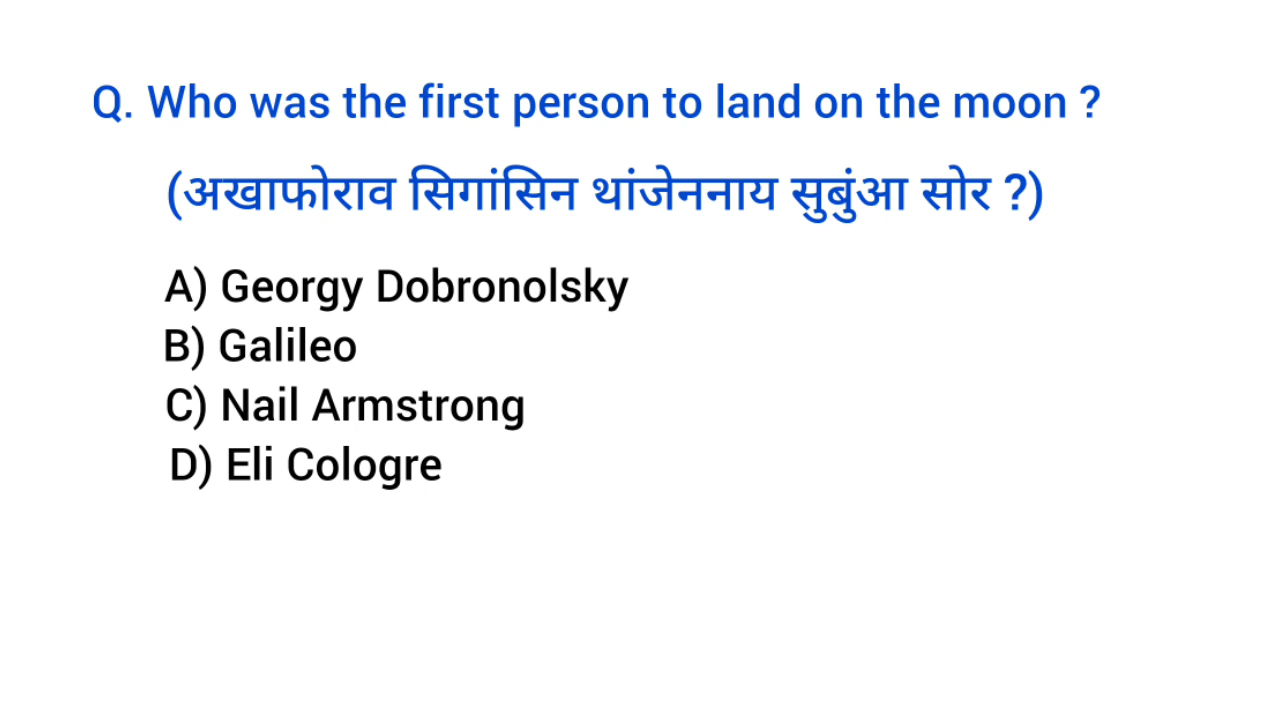 Q. Who was the first person to land on the moon ?
(अखाफोराव सिगांसिन थांजेननाय सुबुंआ सोर ?)
A) Georgy Dobronolsky
B) Galileo
C) Nail Armstrong
D) Eli Cologre